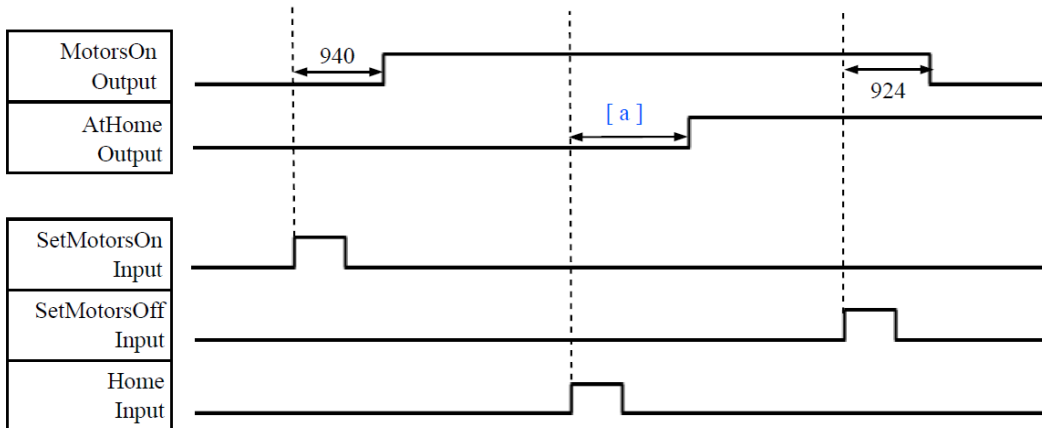 MotorsOn
Output
940
924
AtHome
Output
[ a ]
SetMotorsOn
Input
SetMotorsOff
Input
Home
Input